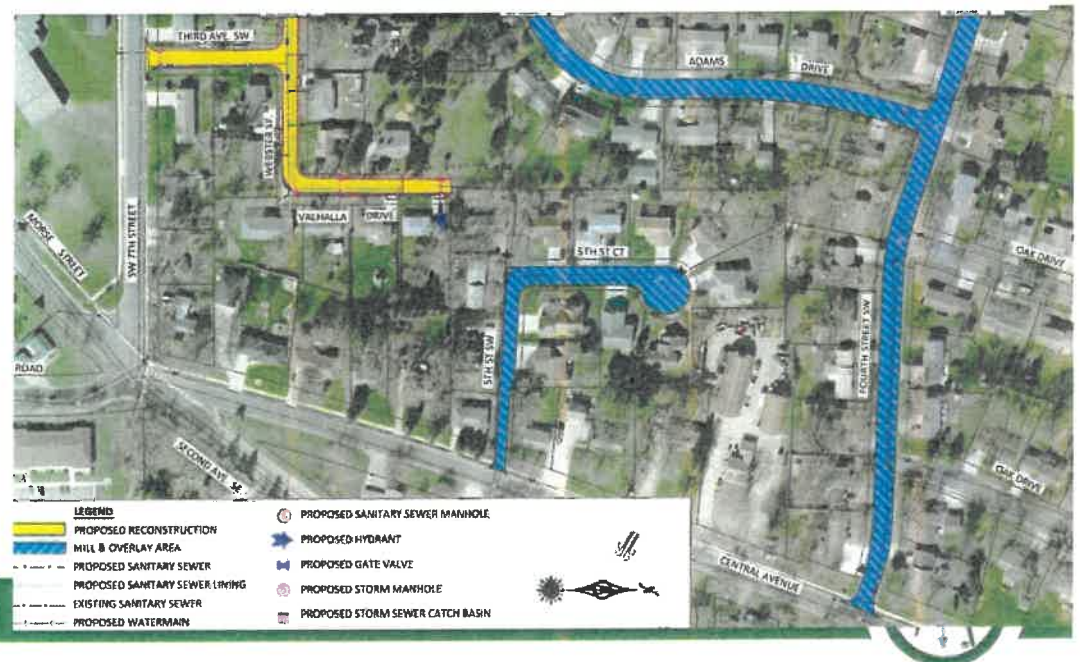 THIRD AVE. SW
ADAMS
DRIVE
WEBSTER ST.
VALHALLA
DRIVE
MORSE STREET
SW 7TH STREET
5TH ST CT
OAK DRIVE
5TH ST SW
FOURTH STREET SW
ROAD
SECOND AVE. SE
OAK DRIVE
CENTRAL AVENUE
LEGEND
PROPOSED RECONSTRUCTION
MILL & OVERLAY AREA
PROPOSED SANITARY SEWER
PROPOSED SANITARY SEWER LINING
EXISTING SANITARY SEWER
PROPOSED WATERMAIN
PROPOSED SANITARY SEWER MANHOLE
PROPOSED HYDRANT
PROPOSED GATE VALVE
PROPOSED STORM MANHOLE
PROPOSED STORM SEWER CATCH BASIN